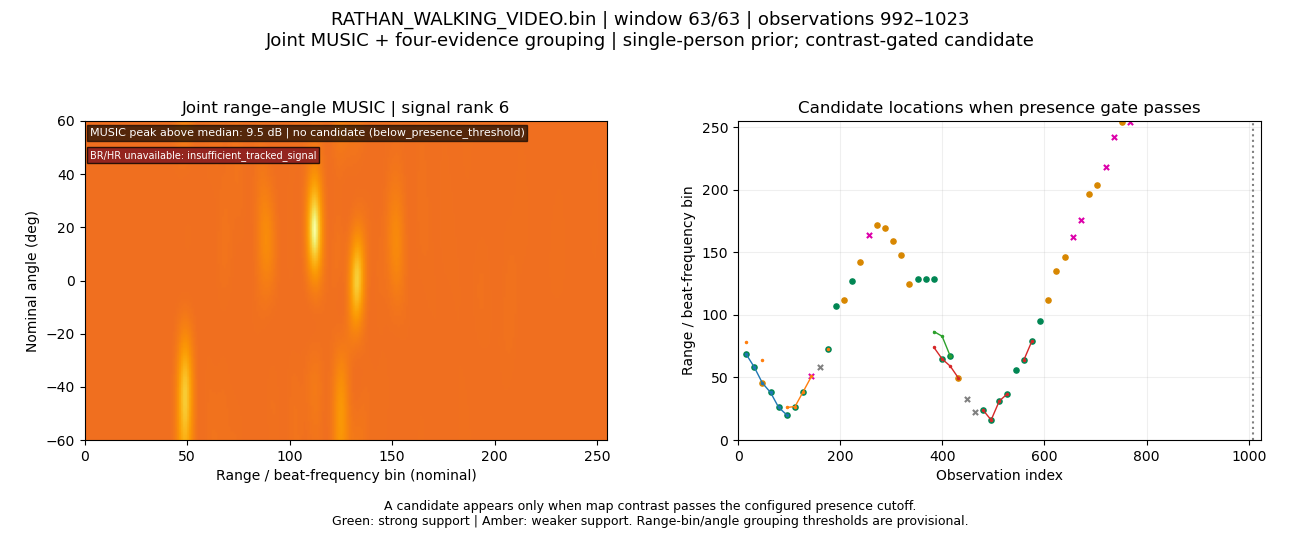 RATHAN_WALKING_VIDEO.bin | window 63/63 | observations 992–1023
Joint MUSIC + four-evidence grouping | single-person prior; contrast-gated candidate
Joint range–angle MUSIC | signal rank 6
MUSIC peak above median: 9.5 dB | no candidate (below_presence_threshold)
BR/HR unavailable: insufficient_tracked_signal
60
40
20
0
−20
−40
−60
Nominal angle (deg)
0 50 100 150 200 250
Range / beat-frequency bin (nominal)
Candidate locations when presence gate passes
250
200
150
100
50
0
Range / beat-frequency bin
0 200 400 600 800 1000
Observation index
A candidate appears only when map contrast passes the configured presence cutoff.
Green: strong support | Amber: weaker support. Range-bin/angle grouping thresholds are provisional.